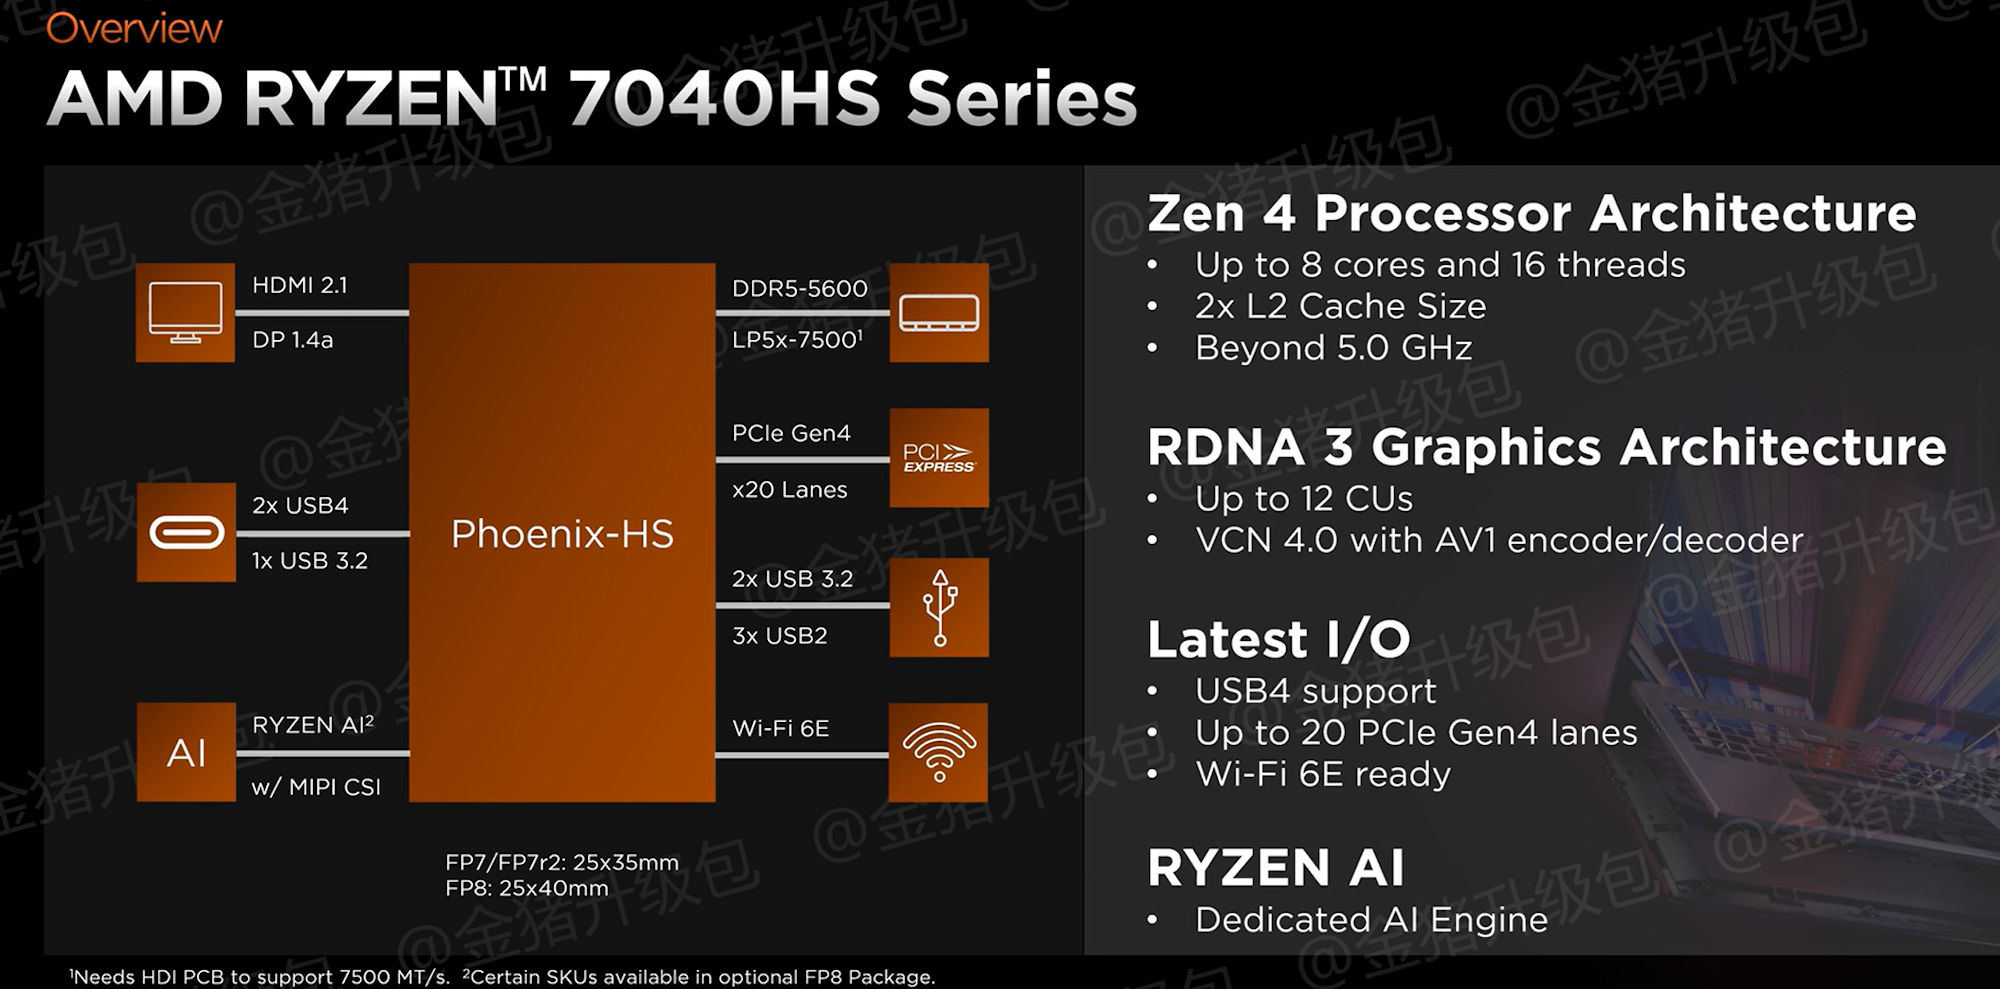 Overview
AMD RYZEN™ 7040HS Series
HDMI 2.1
DP 1.4a
2x USB4
1x USB 3.2
AI
RYZEN AI²
w/ MIPI CSI
Phoenix-HS
DDR5-5600
LP5x-7500¹
PCIe Gen4
x20 Lanes
PCI
EXPRESS®
2x USB 3.2
3x USB2
Wi-Fi 6E
FP7/FP7r2: 25x35mm
FP8: 25x40mm
Zen 4 Processor Architecture
• Up to 8 cores and 16 threads
• 2x L2 Cache Size
• Beyond 5.0 GHz
RDNA 3 Graphics Architecture
• Up to 12 CUs
• VCN 4.0 with AV1 encoder/decoder
Latest I/O
• USB4 support
• Up to 20 PCIe Gen4 lanes
• Wi-Fi 6E ready
RYZEN AI
• Dedicated AI Engine
¹Needs HDI PCB to support 7500 MT/s. ²Certain SKUs available in optional FP8 Package.
@金猪升级包